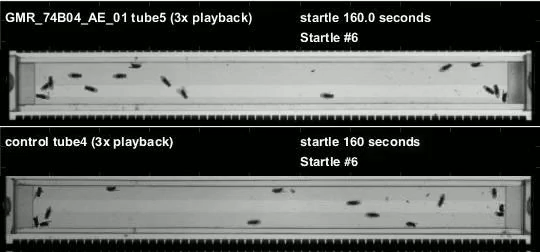 GMR_74B04_AE_01 tube5 (3x playback)
startle 160.0 seconds
Startle #6
control tube4 (3x playback)
startle 160 seconds
Startle #6